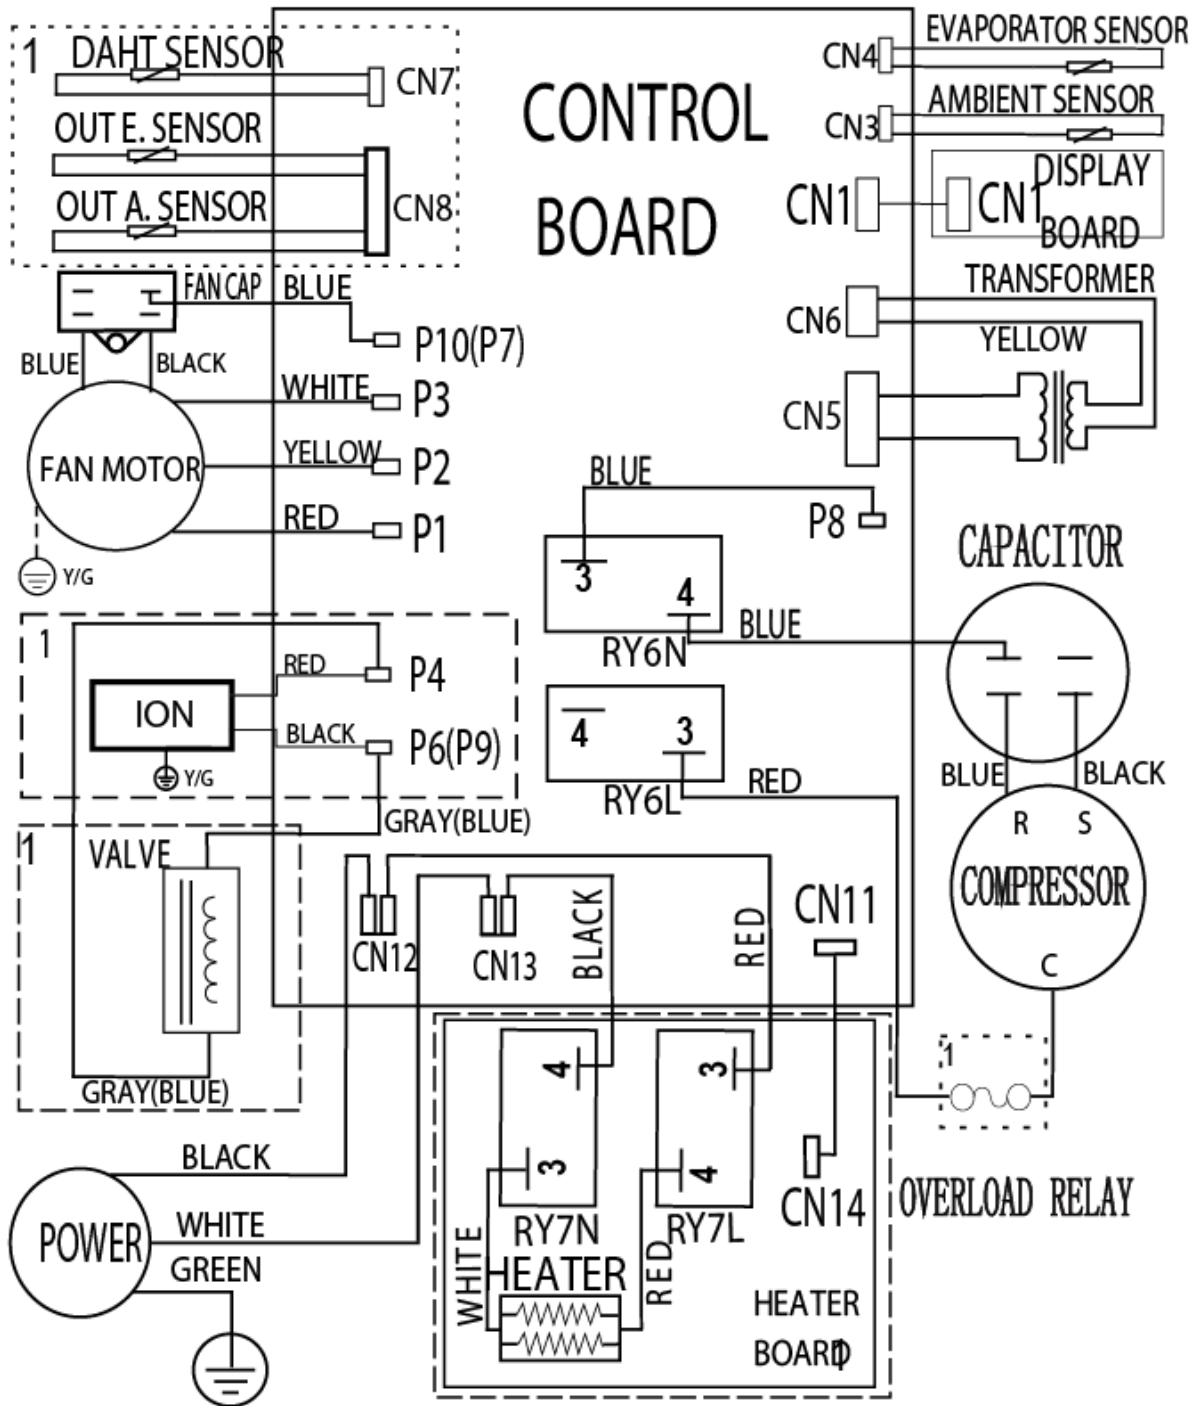 1
DAHT SENSOR
CN7
OUT E. SENSOR
OUT A. SENSOR
CN8
CONTROL
BOARD
CN4
EVAPORATOR SENSOR
CN3
AMBIENT SENSOR
CN1
CN1
DISPLAY
BOARD
FAN CAP
BLUE
P10(P7)
BLUE
BLACK
WHITE
P3
FAN MOTOR
YELLOW
P2
RED
P1
Y/G
CN6
TRANSFORMER
YELLOW
CN5
BLUE
P8
3
4
RY6N
BLUE
CAPACITOR
1
RED
P4
ION
BLACK
P6(P9)
Y/G
GRAY(BLUE)
4
3
RY6L
RED
BLUE
BLACK
R
S
COMPRESSOR
C
1
VALVE
GRAY(BLUE)
CN12
CN13
BLACK
RED
CN11
4
3
3
4
RY7N
RY7L
CN14
1
OVERLOAD RELAY
BLACK
POWER
WHITE
GREEN
WHITE
HEATER
RED
HEATER
BOARD
1